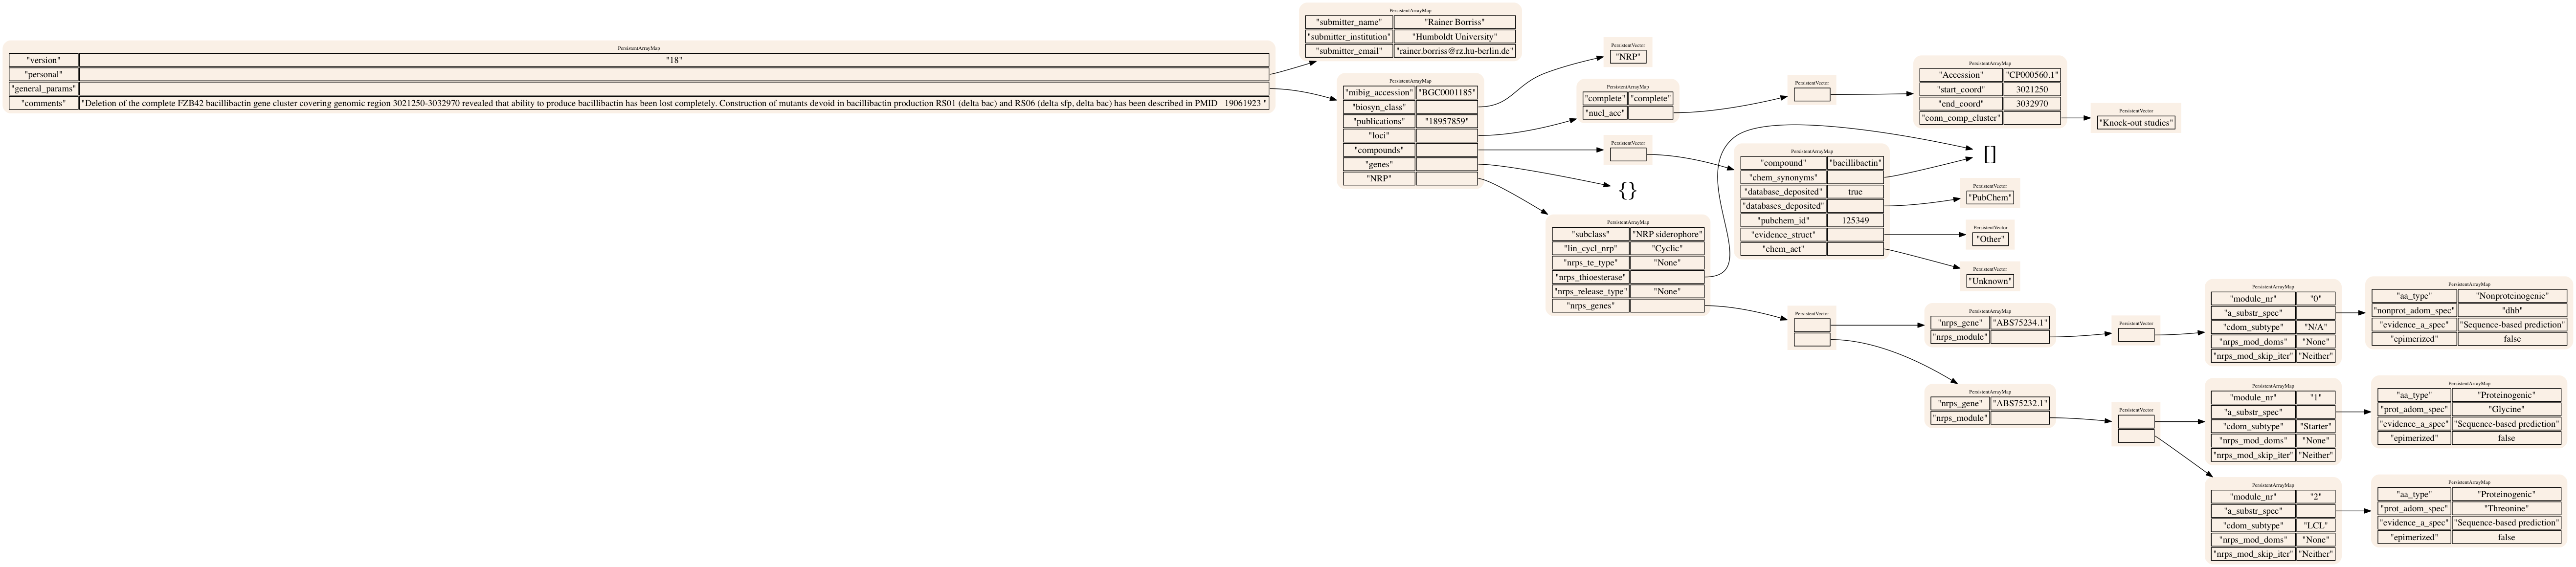 PersistentArrayMap
"version" "18"
"personal"
"general_params"
"comments" "Deletion of the complete FZB42 bacillibactin gene cluster covering genomic region 3021250-3032970 revealed that ability to produce bacillibactin has been lost completely. Construction of mutants devoid in bacillibactin production RS01 (delta bac) and RS06 (delta sfp, delta bac) has been described in PMID   19061923 "
PersistentArrayMap
"submitter_name" "Rainer Borriss"
"submitter_institution" "Humboldt University"
"submitter_email" "rainer.borriss@rz.hu-berlin.de"
PersistentArrayMap
"mibig_accession" "BGC0001185"
"biosyn_class"
"publications" "18957859"
"loci"
"compounds"
"genes"
"NRP"
PersistentVector
"NRP"
PersistentArrayMap
"complete" "complete"
"nucl_acc"
PersistentVector
PersistentArrayMap
"Accession" "CP000560.1"
"start_coord" 3021250
"end_coord" 3032970
"conn_comp_cluster"
PersistentVector
"Knock-out studies"
PersistentVector
PersistentArrayMap
"compound" "bacillibactin"
"chem_synonyms"
"database_deposited" true
"databases_deposited"
"pubchem_id" 125349
"evidence_struct"
"chem_act"
[]
PersistentVector
"PubChem"
PersistentVector
"Other"
PersistentVector
"Unknown"
{}
PersistentArrayMap
"subclass" "NRP siderophore"
"lin_cycl_nrp" "Cyclic"
"nrps_te_type" "None"
"nrps_thioesterase"
"nrps_release_type" "None"
"nrps_genes"
PersistentVector
PersistentArrayMap
"nrps_gene" "ABS75234.1"
"nrps_module"
PersistentVector
PersistentArrayMap
"module_nr" "0"
"a_substr_spec"
"cdom_subtype" "N/A"
"nrps_mod_doms" "None"
"nrps_mod_skip_iter" "Neither"
PersistentArrayMap
"aa_type" "Nonproteinogenic"
"nonprot_adom_spec" "dhb"
"evidence_a_spec" "Sequence-based prediction"
"epimerized" false
PersistentArrayMap
"nrps_gene" "ABS75232.1"
"nrps_module"
PersistentVector
PersistentArrayMap
"module_nr" "1"
"a_substr_spec"
"cdom_subtype" "Starter"
"nrps_mod_doms" "None"
"nrps_mod_skip_iter" "Neither"
PersistentArrayMap
"aa_type" "Proteinogenic"
"prot_adom_spec" "Glycine"
"evidence_a_spec" "Sequence-based prediction"
"epimerized" false
PersistentArrayMap
"module_nr" "2"
"a_substr_spec"
"cdom_subtype" "LCL"
"nrps_mod_doms" "None"
"nrps_mod_skip_iter" "Neither"
PersistentArrayMap
"aa_type" "Proteinogenic"
"prot_adom_spec" "Threonine"
"evidence_a_spec" "Sequence-based prediction"
"epimerized" false